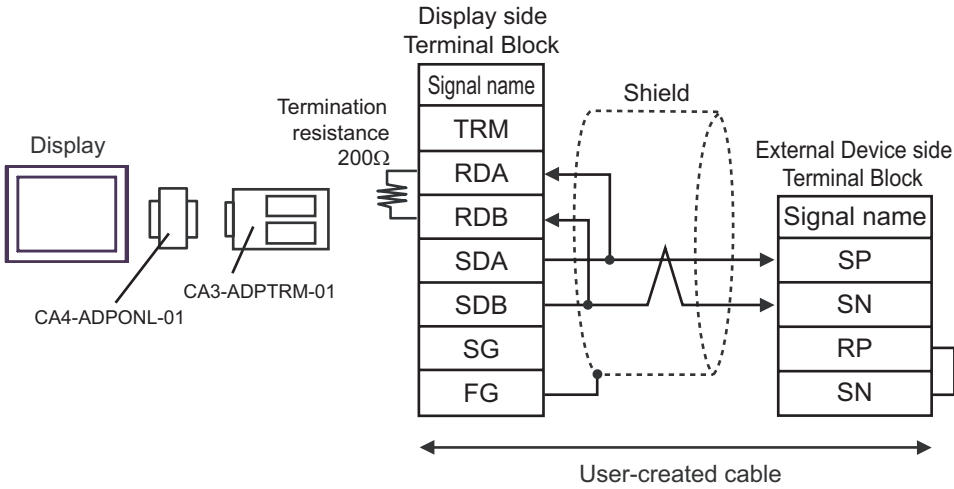 Display side
Terminal Block
Signal name
TRM
RDA
RDB
SDA
SDB
SG
FG
Termination
resistance
200Ω
Shield
Display
CA4-ADPONL-01
CA3-ADPTRM-01
External Device side
Terminal Block
Signal name
SP
SN
RP
SN
User-created cable